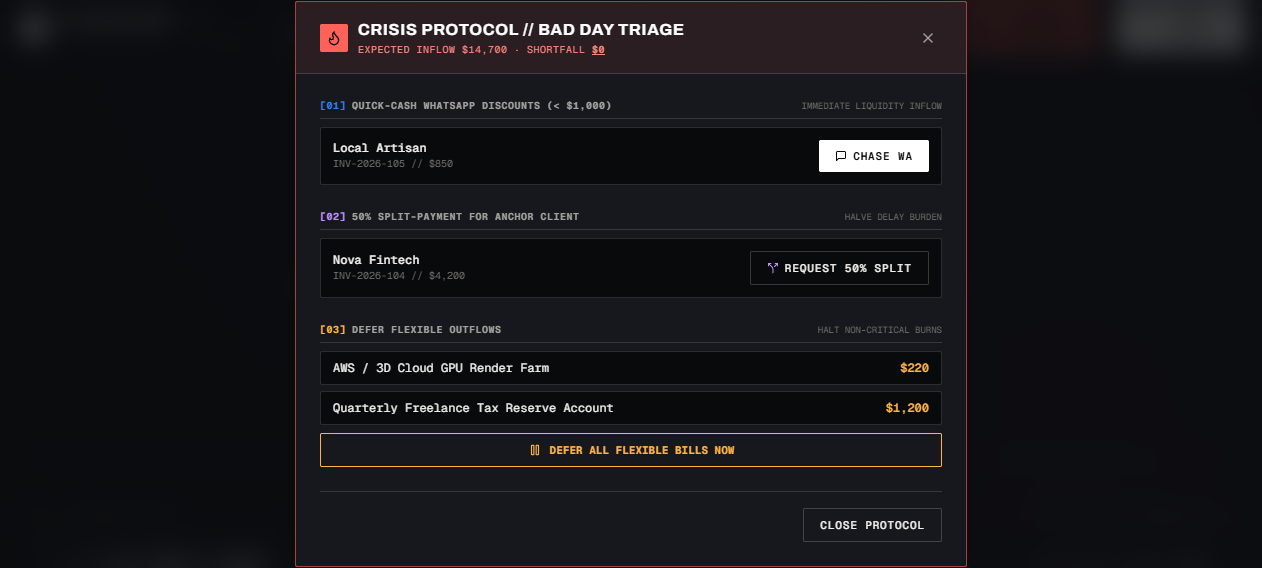 CRISIS PROTOCOL // BAD DAY TRIAGE
EXPECTED INFLOW $14,700 · SHORTFALL $0
[01] QUICK-CASH WHATSAPP DISCOUNTS (< $1,000)
IMMEDIATE LIQUIDITY INFLOW
Local Artisan
INV-2026-105 // $850
CHASE WA
[02] 50% SPLIT-PAYMENT FOR ANCHOR CLIENT
HALVE DELAY BURDEN
Nova Fintech
INV-2026-104 // $4,200
REQUEST 50% SPLIT
[03] DEFER FLEXIBLE OUTFLOWS
HALT NON-CRITICAL BURNS
AWS / 3D Cloud GPU Render Farm
$220
Quarterly Freelance Tax Reserve Account
$1,200
DEFER ALL FLEXIBLE BILLS NOW
CLOSE PROTOCOL